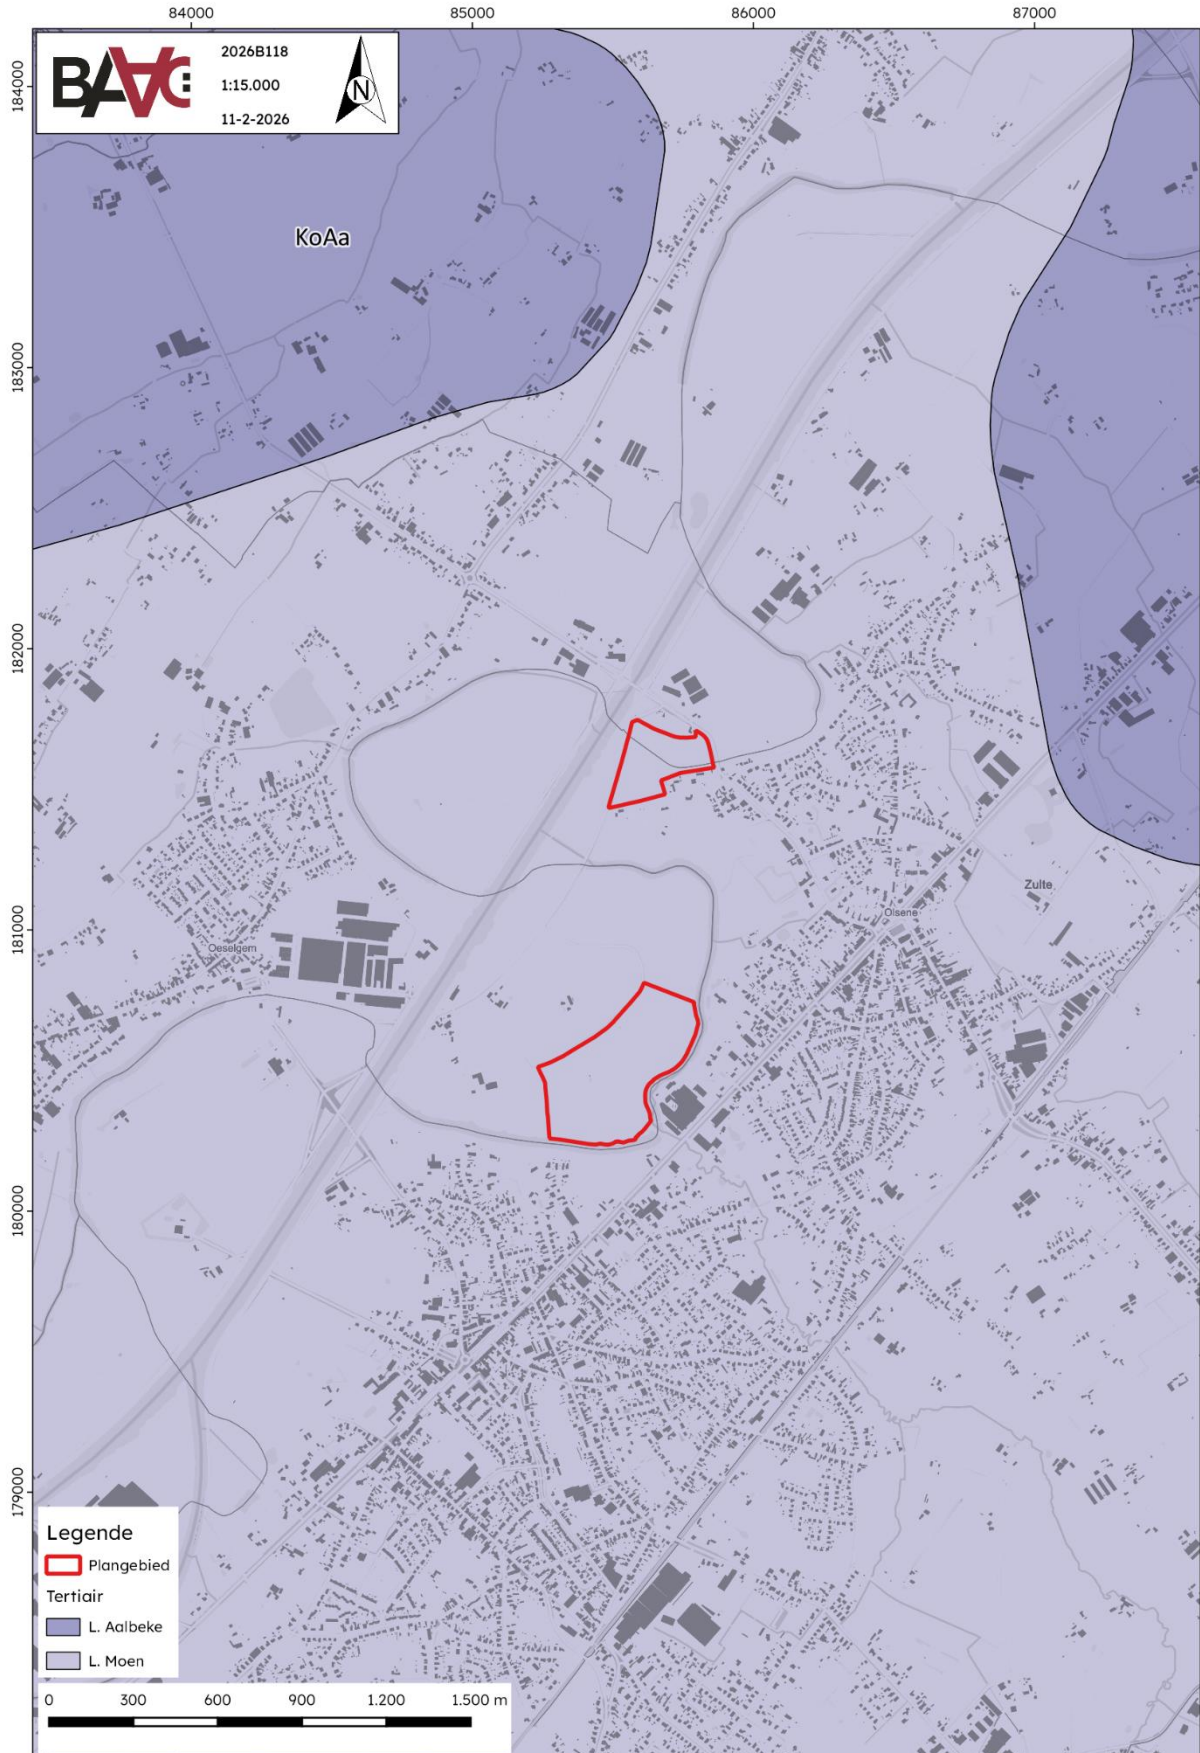 84000 85000 86000 87000
184000
183000
182000
181000
180000
179000
BAAC
2026B118
1:15.000
11-2-2026
N
KoAa
Zulte
Olsene
Oeselgem
Legende
Plangebied
Tertiair
L. Aalbeke
L. Moen
0 300 600 900 1.200 1.500 m